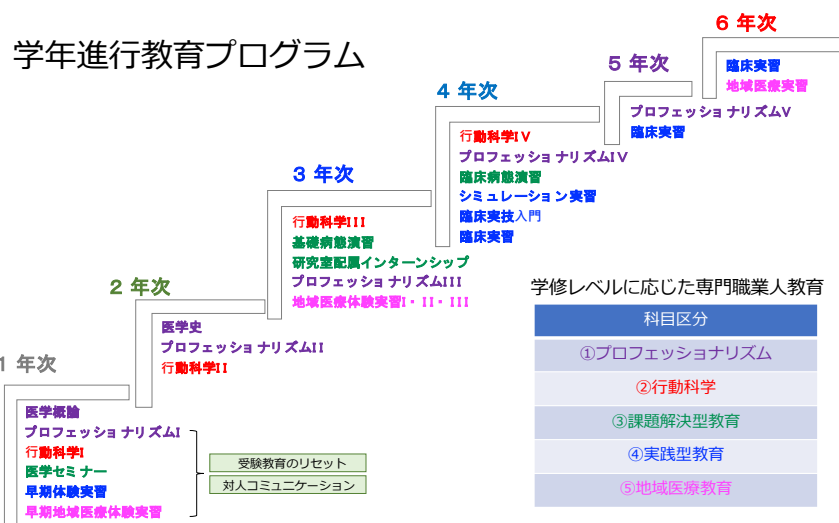 学年進行教育プログラム
1 年次
医学概論
プロフェッショナリズムI
行動科学I
医学セミナー
早期体験実習
早期地域医療体験実習
受験教育のリセット
対人コミュニケーション
2 年次
医学史
プロフェッショナリズムII
行動科学II
3 年次
行動科学III
基礎病態演習
研究室配属インターンシップ
プロフェッショナリズムIII
地域医療体験実習I・II・III
4 年次
行動科学IV
プロフェッショナリズムIV
臨床病態演習
シミュレーション実習
臨床実技入門
臨床実習
5 年次
プロフェッショナリズムV
臨床実習
6 年次
臨床実習
地域医療実習
学修レベルに応じた専門職業人教育
科目区分
①プロフェッショナリズム
②行動科学
③課題解決型教育
④実践型教育
⑤地域医療教育